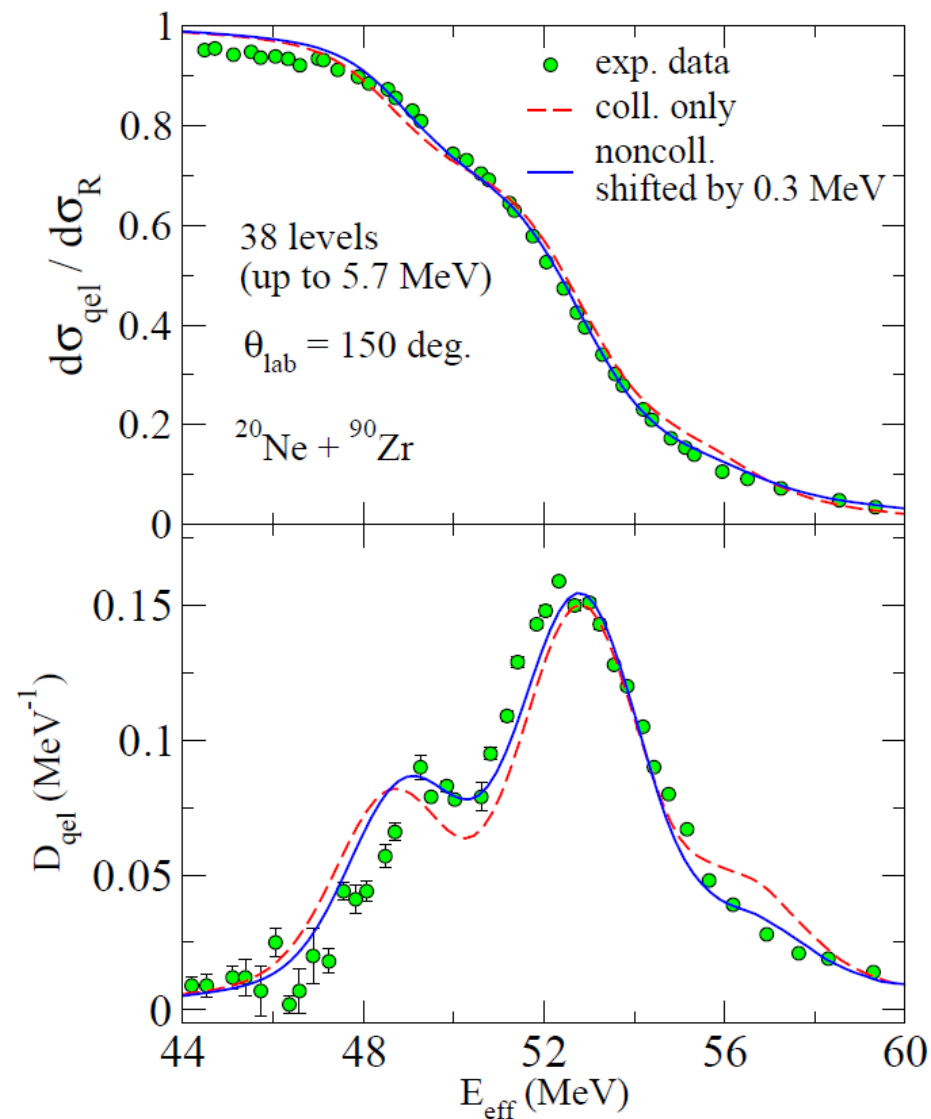 1
0.8
0.6
0.4
0.2
0
dσqel / dσR
exp. data
coll. only
noncoll.
shifted by 0.3 MeV
38 levels
(up to 5.7 MeV)
θlab = 150 deg.
²⁰Ne + ⁹⁰Zr
0.15
0.1
0.05
0
Dqel (MeV⁻¹)
44 48 52 56 60
Eeff (MeV)